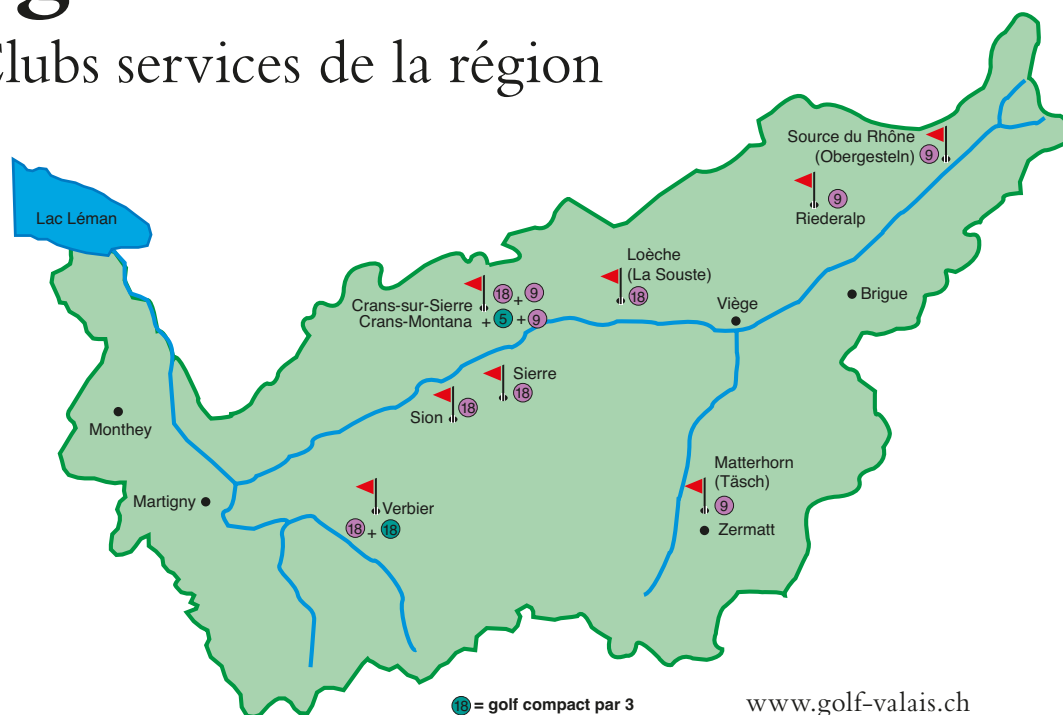 g
Clubs services de la région
Source du Rhône
(Obergesteln) 9
9
Riederalp
Lac Léman
Loèche
(La Souste)
18
Crans-sur-Sierre 18 + 9
Crans-Montana + 5 + 9
Viège
Brigue
Sierre
18
Sion 18
Monthey
Matterhorn
(Täsch)
9
Martigny
Verbier
18 + 18
Zermatt
18 = golf compact par 3
www.golf-valais.ch